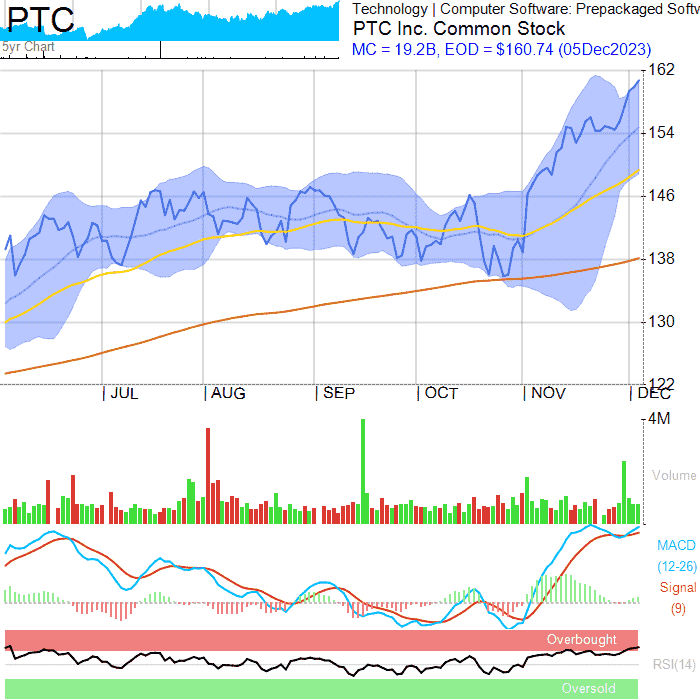 PTC
5yr Chart
Technology | Computer Software: Prepackaged Softw
PTC Inc. Common Stock
MC = 19.2B, EOD = $160.74 (05Dec2023)
162
154
146
138
130
122
| JUL | AUG | SEP | OCT | NOV | DEC
4M
Volume
MACD
(12-26)
Signal
(9)
Overbought
RSI(14)
Oversold